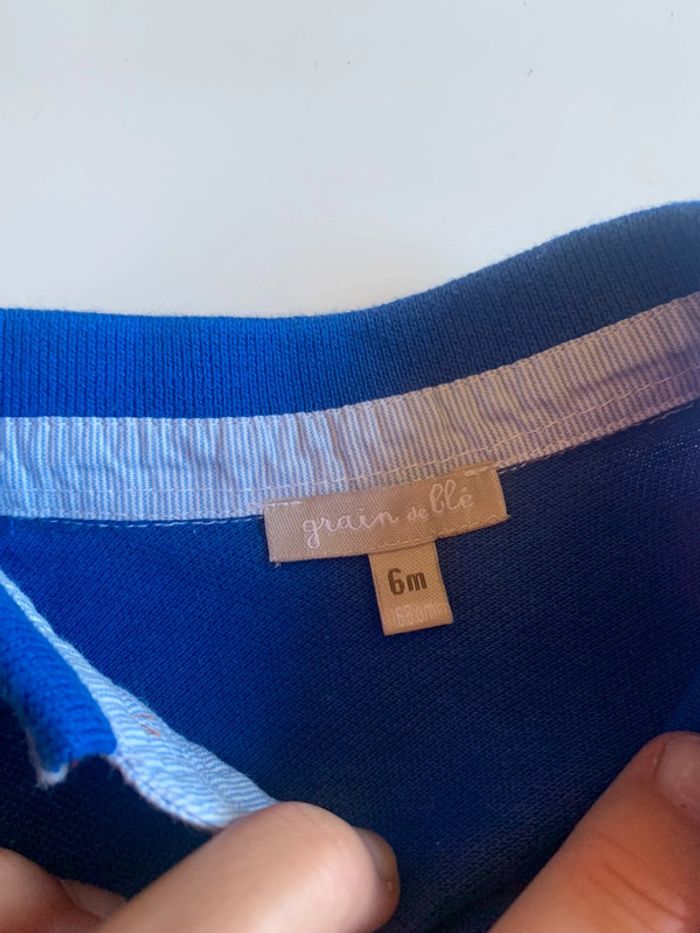 grain de blé
6m
68cm